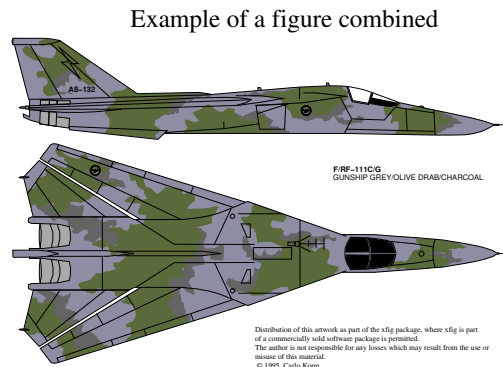 Example of a figure combined
A8-132
F/RF-111C/G
GUNSHIP GREY/OLIVE DRAB/CHARCOAL
Distribution of this artwork as part of the xfig package, where xfig is part
of a commercially sold software package is permitted.
The author is not responsible for any losses which may result from the use or
misuse of this material.
© 1995 Carlo Kopp